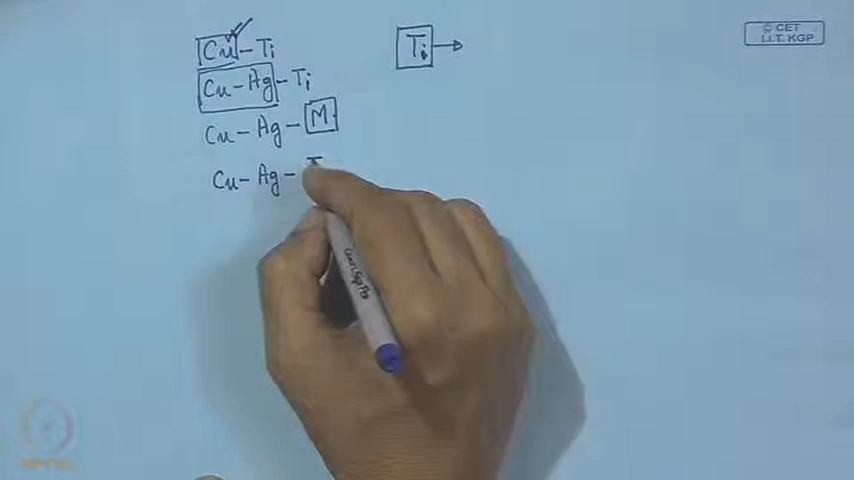 Cu-Ti
Cu-Ag-Ti
Cu-Ag-M
Cu-Ag-T
Ti
© CET
I.I.T. KGP